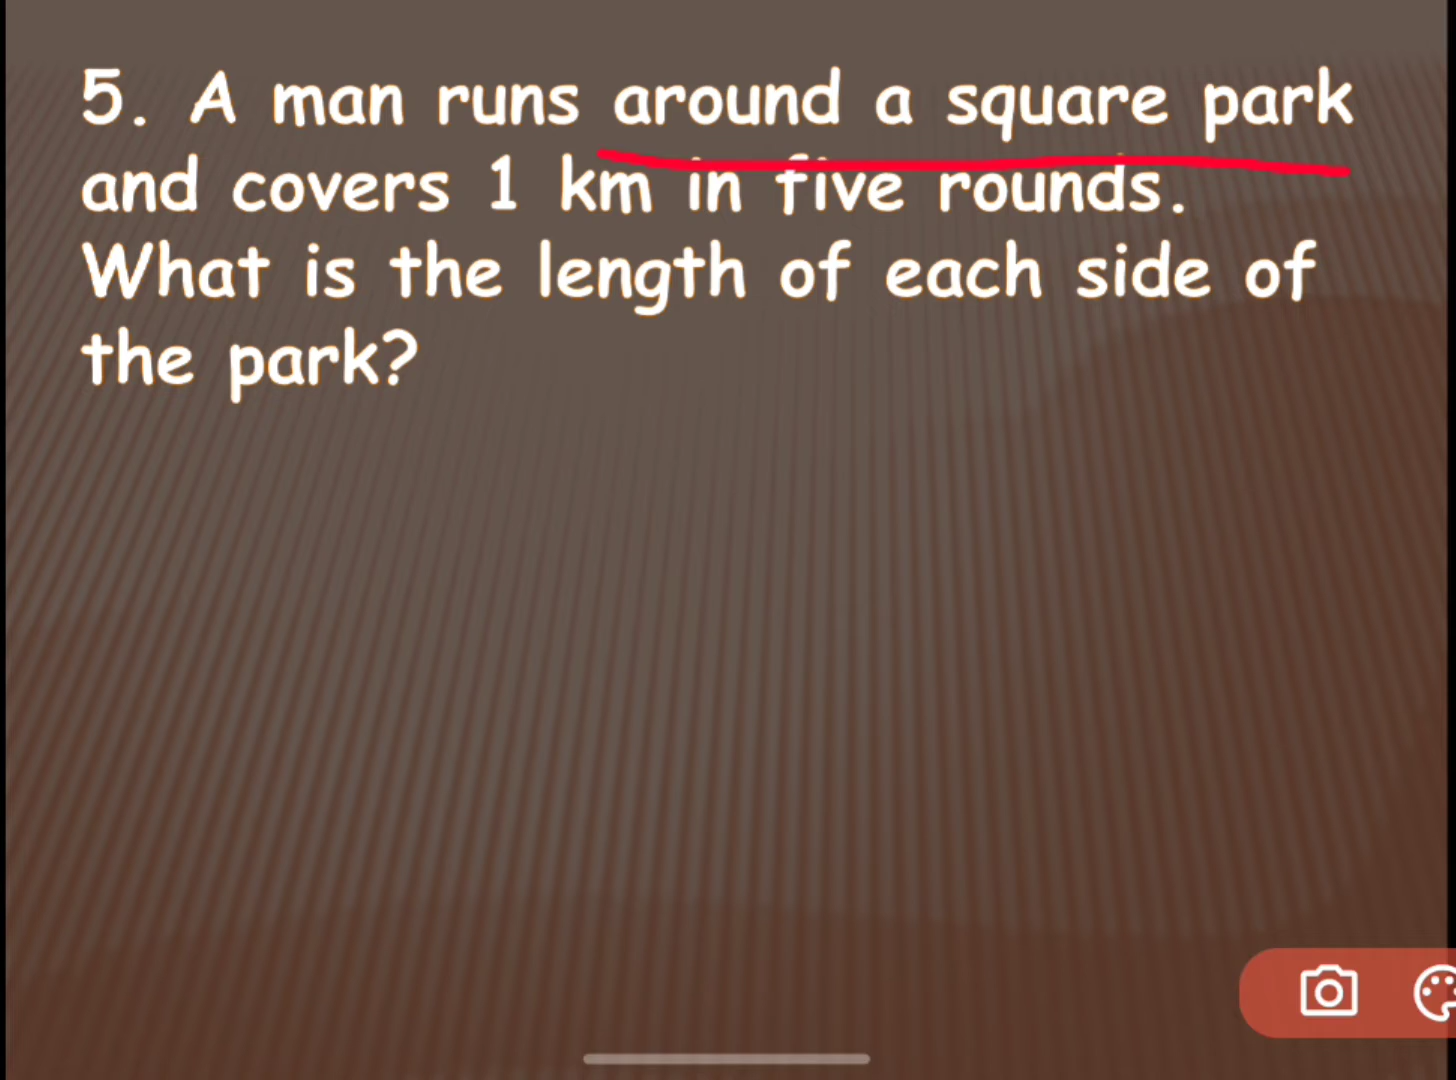 5. A man runs around a square park
and covers 1 km in five rounds.
What is the length of each side of
the park?